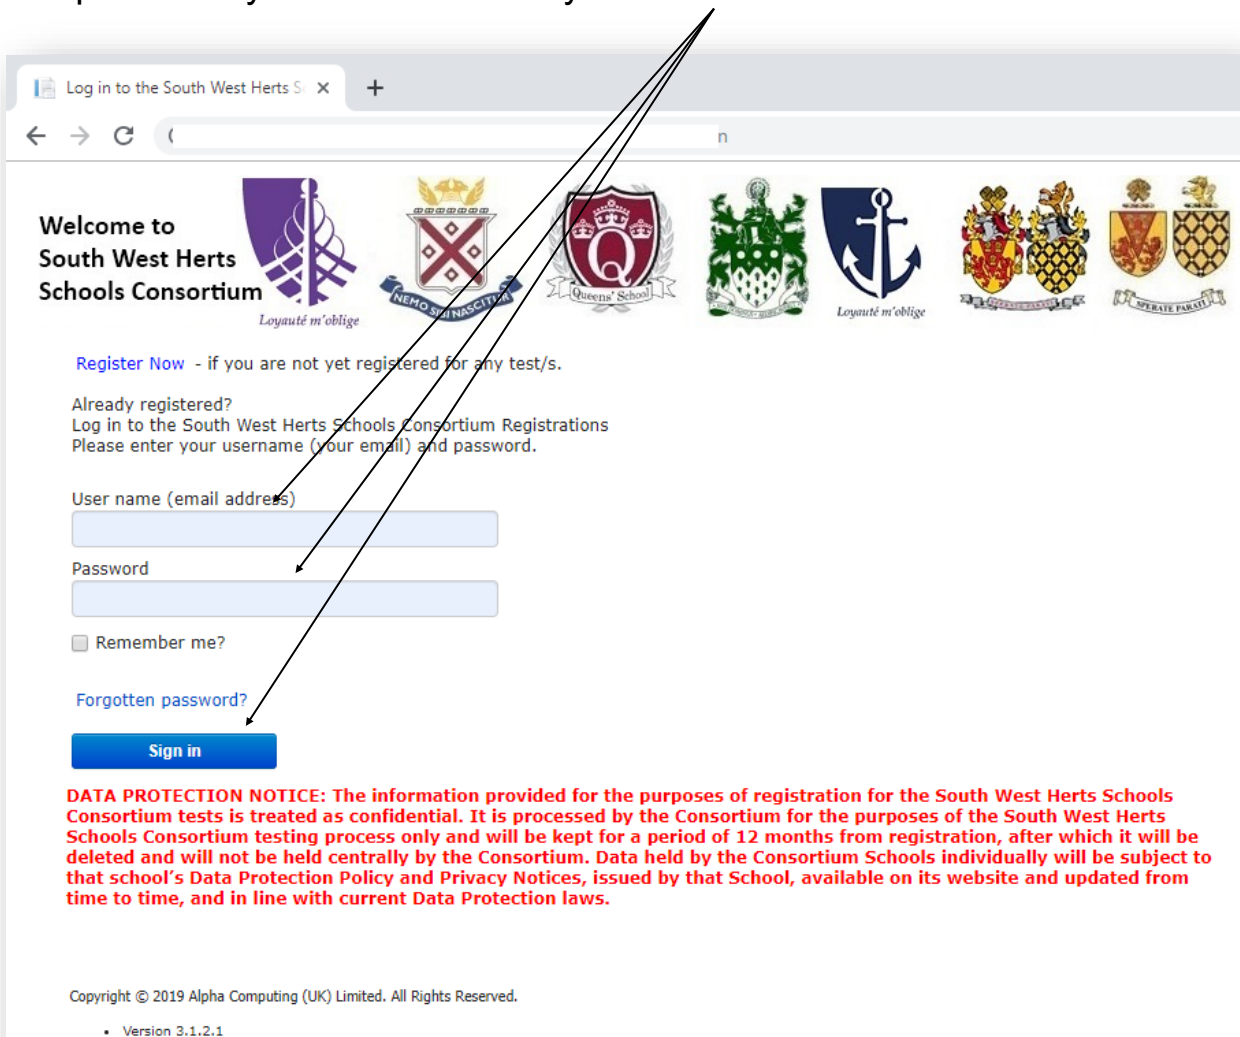 Log in to the South West Herts S
n
Welcome to
South West Herts
Schools Consortium
Loyauté m'oblige
NEMO SIBI NASCITUR
Queens' School
Loyauté m'oblige
SPERATE PARATI
Register Now - if you are not yet registered for any test/s.
Already registered?
Log in to the South West Herts Schools Consortium Registrations
Please enter your username (your email) and password.
User name (email address)
Password
Remember me?
Forgotten password?
Sign in
DATA PROTECTION NOTICE: The information provided for the purposes of registration for the South West Herts Schools
Consortium tests is treated as confidential. It is processed by the Consortium for the purposes of the South West Herts
Schools Consortium testing process only and will be kept for a period of 12 months from registration, after which it will be
deleted and will not be held centrally by the Consortium. Data held by the Consortium Schools individually will be subject to
that school's Data Protection Policy and Privacy Notices, issued by that School, available on its website and updated from
time to time, and in line with current Data Protection laws.
Copyright © 2019 Alpha Computing (UK) Limited. All Rights Reserved.
• Version 3.1.2.1